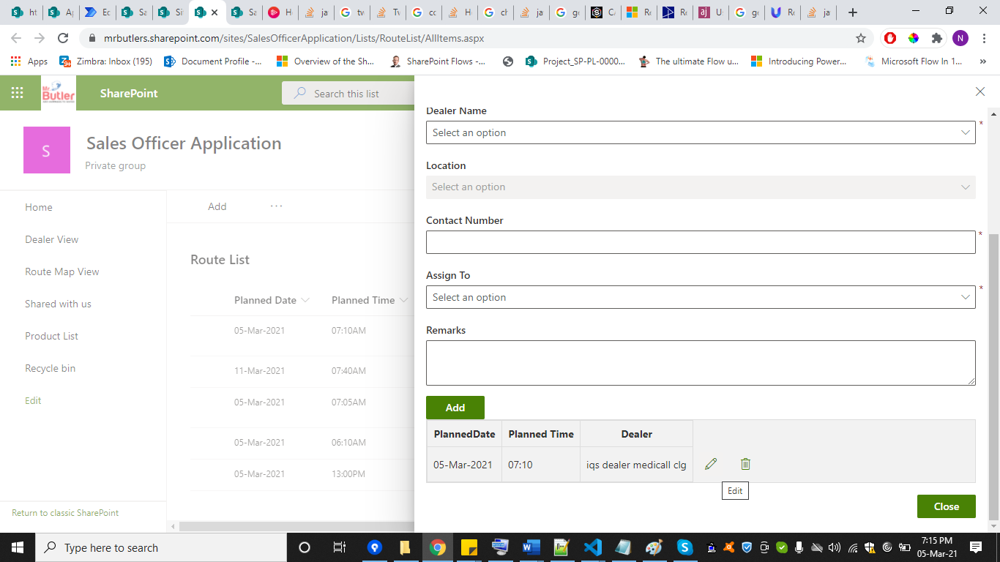 ht
Ap
Ec
Sa
Si
Sa
H
ja
tw
Tv
cc
H
ch
ja
ge
C
Re
Re
U
ge
Re
ja
mrbutlers.sharepoint.com/sites/SalesOfficerApplication/Lists/RouteList/AllItems.aspx
N
Apps
Zimbra: Inbox (195)
Document Profile -...
Overview of the Sh...
SharePoint Flows -...
Project_SP-PL-0000...
The ultimate Flow u...
Introducing Power...
Microsoft Flow In 1...
»
Mr.
Butler
SharePoint
Search this list
S
Sales Officer Application
Private group
Home
Dealer View
Route Map View
Shared with us
Product List
Recycle bin
Edit
Return to classic SharePoint
Add
...
Route List
Planned Date Planned Time
05-Mar-2021 07:10AM
11-Mar-2021 07:40AM
05-Mar-2021 07:05AM
05-Mar-2021 06:10AM
05-Mar-2021 13:00PM
Dealer Name
Select an option *
Location
Select an option
Contact Number
*
Assign To
Select an option *
Remarks
Add
PlannedDate Planned Time Dealer
05-Mar-2021 07:10 iqs dealer medicall clg
Edit
Close
Type here to search
7:15 PM
05-Mar-21